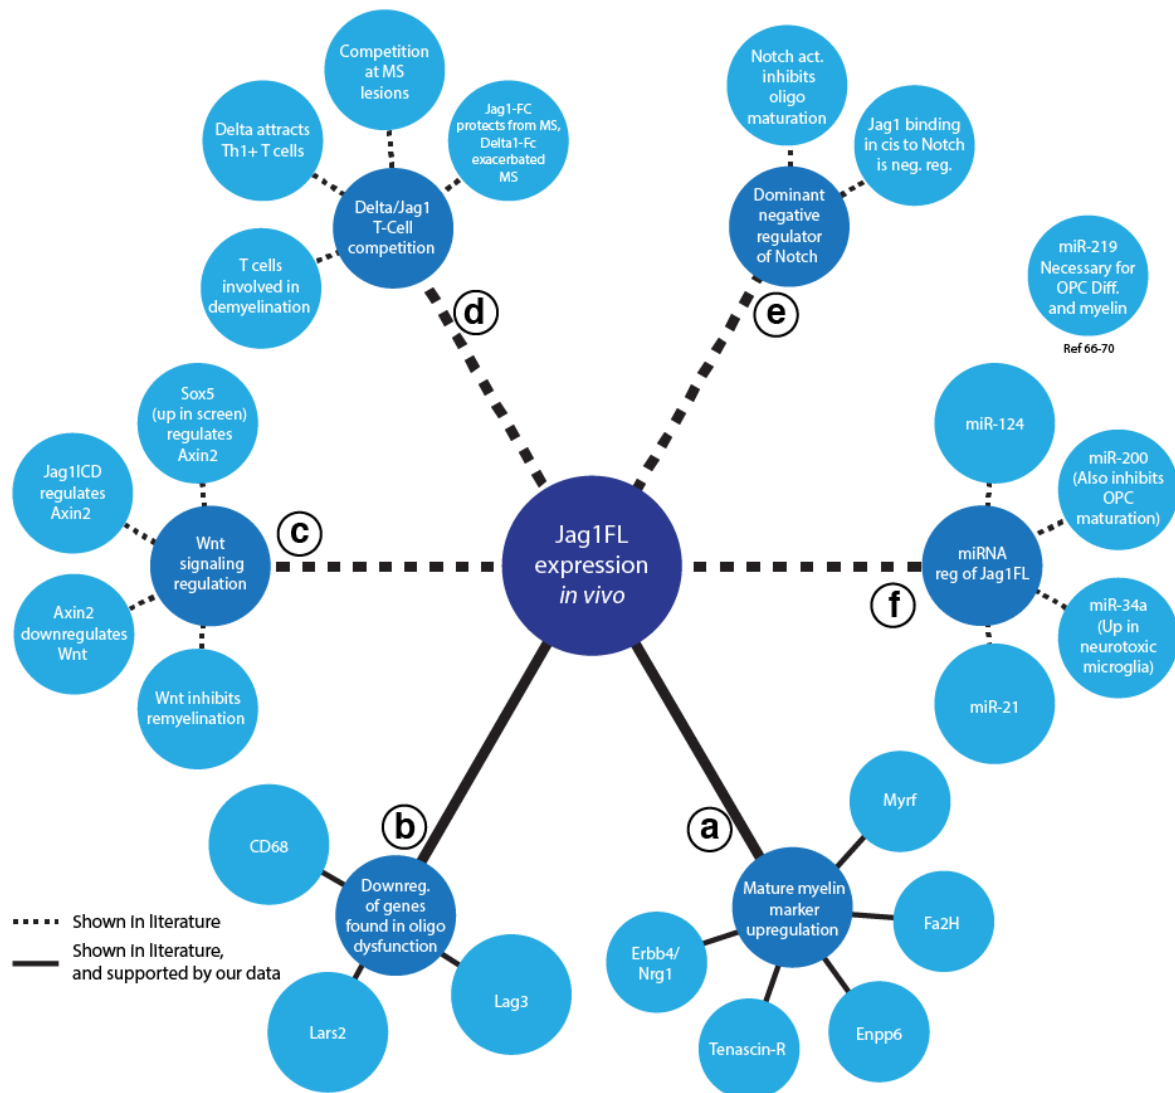 Competition
at MS
lesions
Delta attracts
Th1+ T cells
Jag1-FC
protects from MS,
Delta1-Fc
exacerbated
MS
Delta/Jag1
T-Cell
competition
T cells
involved in
demyelination
d
Notch act.
inhibits
oligo
maturation
Jag1 binding
in cis to Notch
is neg. reg.
Dominant
negative
regulator
of Notch
e
miR-219
Necessary for
OPC Diff.
and myelin
Ref 66-70
Sox5
(up in screen)
regulates
Axin2
Jag1ICD
regulates
Axin2
Wnt
signaling
regulation
Axin2
downregulates
Wnt
Wnt inhibits
remyelination
c
Jag1FL
expression
in vivo
miR-124
miR-200
(Also inhibits
OPC
maturation)
miRNA
reg of Jag1FL
miR-34a
(Up in
neurotoxic
microglia)
miR-21
f
b
CD68
Downreg.
of genes
found in oligo
dysfunction
Lag3
Lars2
a
Myrf
Mature myelin
marker
upregulation
Fa2H
Erbb4/
Nrg1
Tenascin-R
Enpp6
Shown in literature
Shown in literature,
and supported by our data